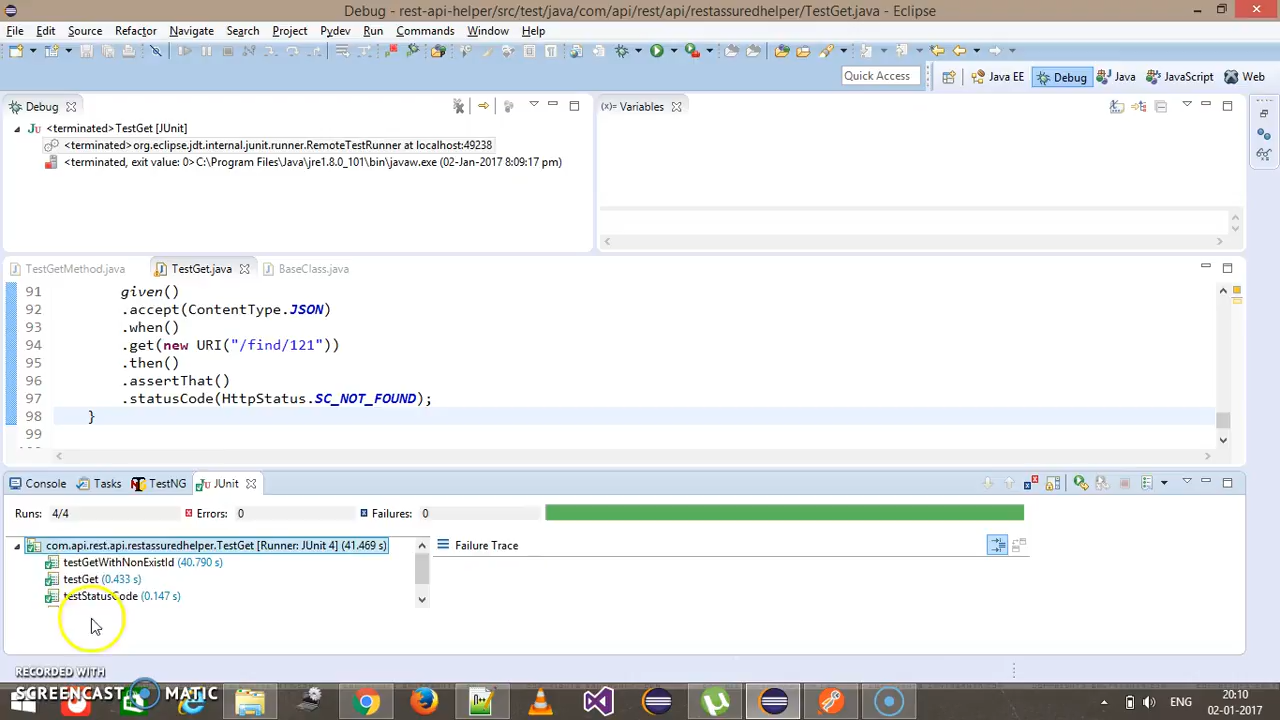 Debug - rest-api-helper/src/test/java/com/api/rest/api/restassuredhelper/TestGet.java - Eclipse
File Edit Source Refactor Navigate Search Project Pydev Run Commands Window Help
Quick Access
Java EE Debug Java JavaScript Web
Debug
(x)= Variables
<terminated>TestGet [JUnit]
<terminated>org.eclipse.jdt.internal.junit.runner.RemoteTestRunner at localhost:49238
<terminated, exit value: 0>C:\Program Files\Java\jre1.8.0_101\bin\javaw.exe (02-Jan-2017 8:09:17 pm)
TestGetMethod.java TestGet.java BaseClass.java
91 given()
92 .accept(ContentType.JSON)
93 .when()
94 .get(new URI("/find/121"))
95 .then()
96 .assertThat()
97 .statusCode(HttpStatus.SC_NOT_FOUND);
98 }
99
Console Tasks TestNG JUnit
Runs: 4/4 Errors: 0 Failures: 0
com.api.rest.api.restassuredhelper.TestGet [Runner: JUnit 4] (41.469 s)
Failure Trace
testGetWithNonExistId (40.790 s)
testGet (0.433 s)
testStatusCode (0.147 s)
RECORDED WITH
SCREENCAST MATIC
ENG
20:10
02-01-2017